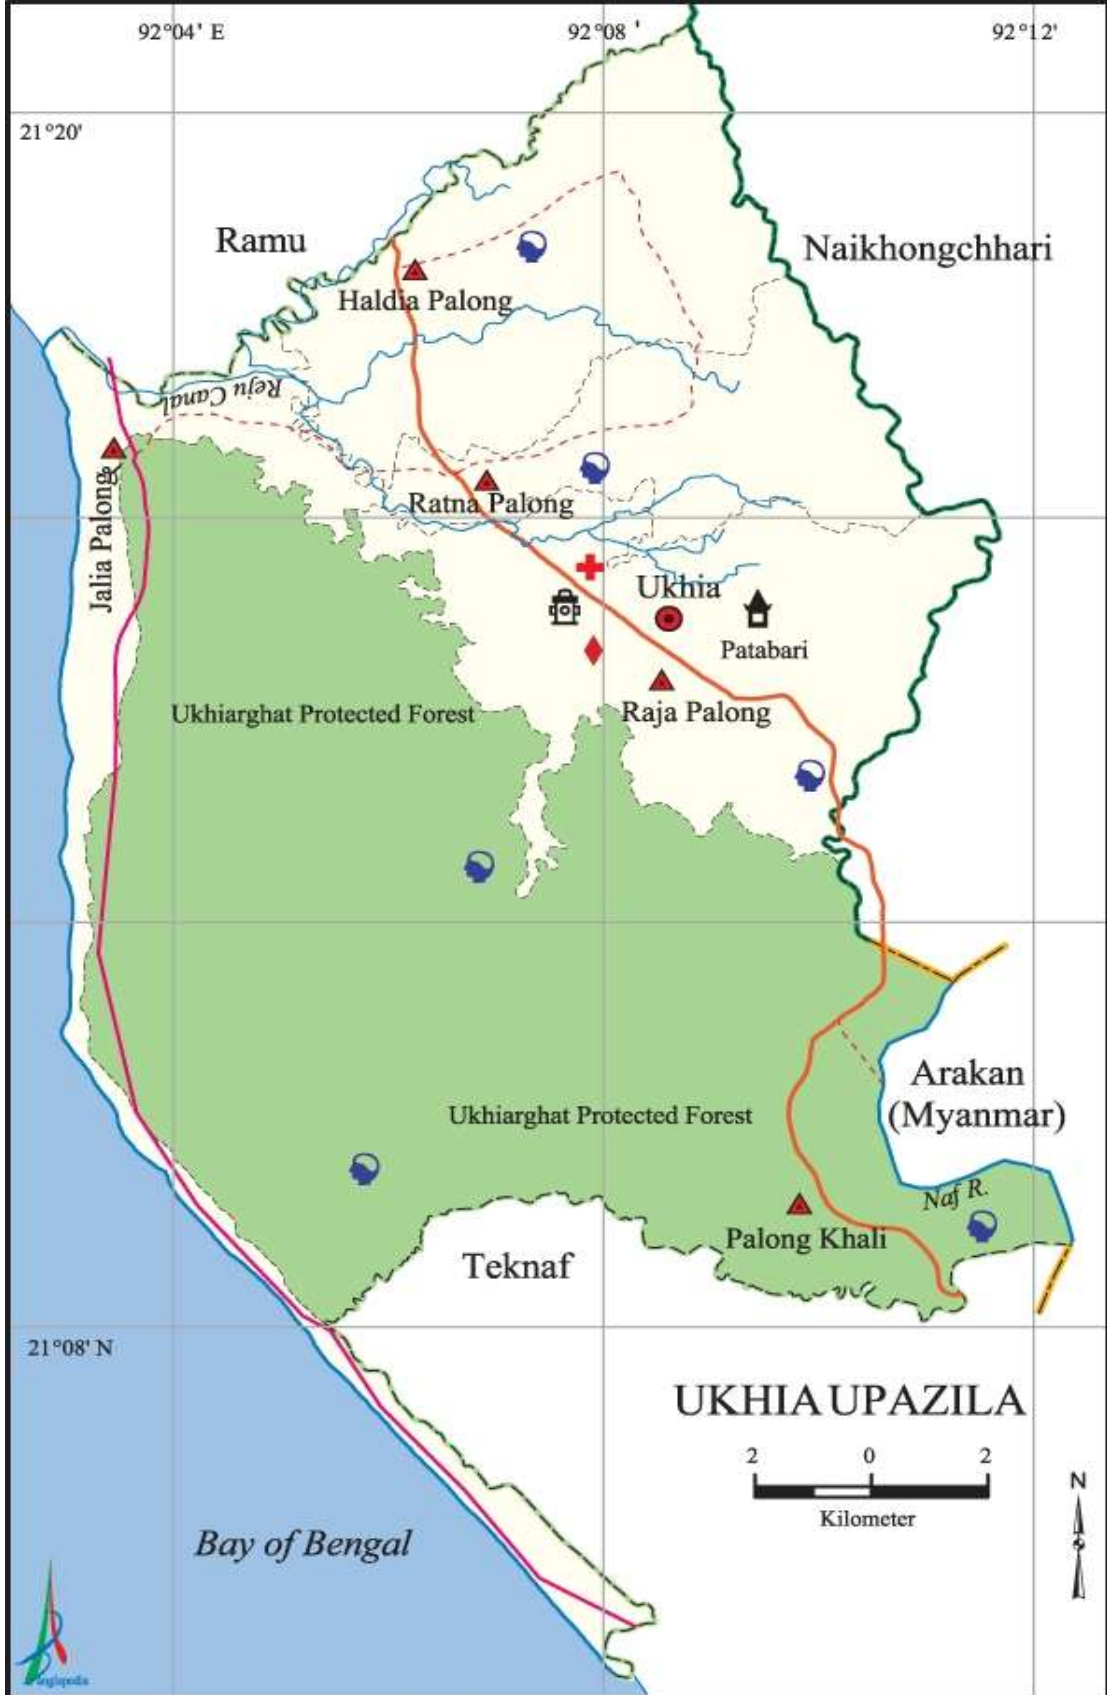 92°04' E
92°08 '
92°12'
21°20'
Ramu
Naikhongchhari
Haldia Palong
Reju Canal
Jalia Palong
Ratna Palong
Ukhia
Patabari
Ukhiarghat Protected Forest
Raja Palong
Arakan
(Myanmar)
Ukhiarghat Protected Forest
Naf R.
Palong Khali
Teknaf
21°08' N
UKHIA UPAZILA
2 0 2
Kilometer
N
Bay of Bengal
anglapedia